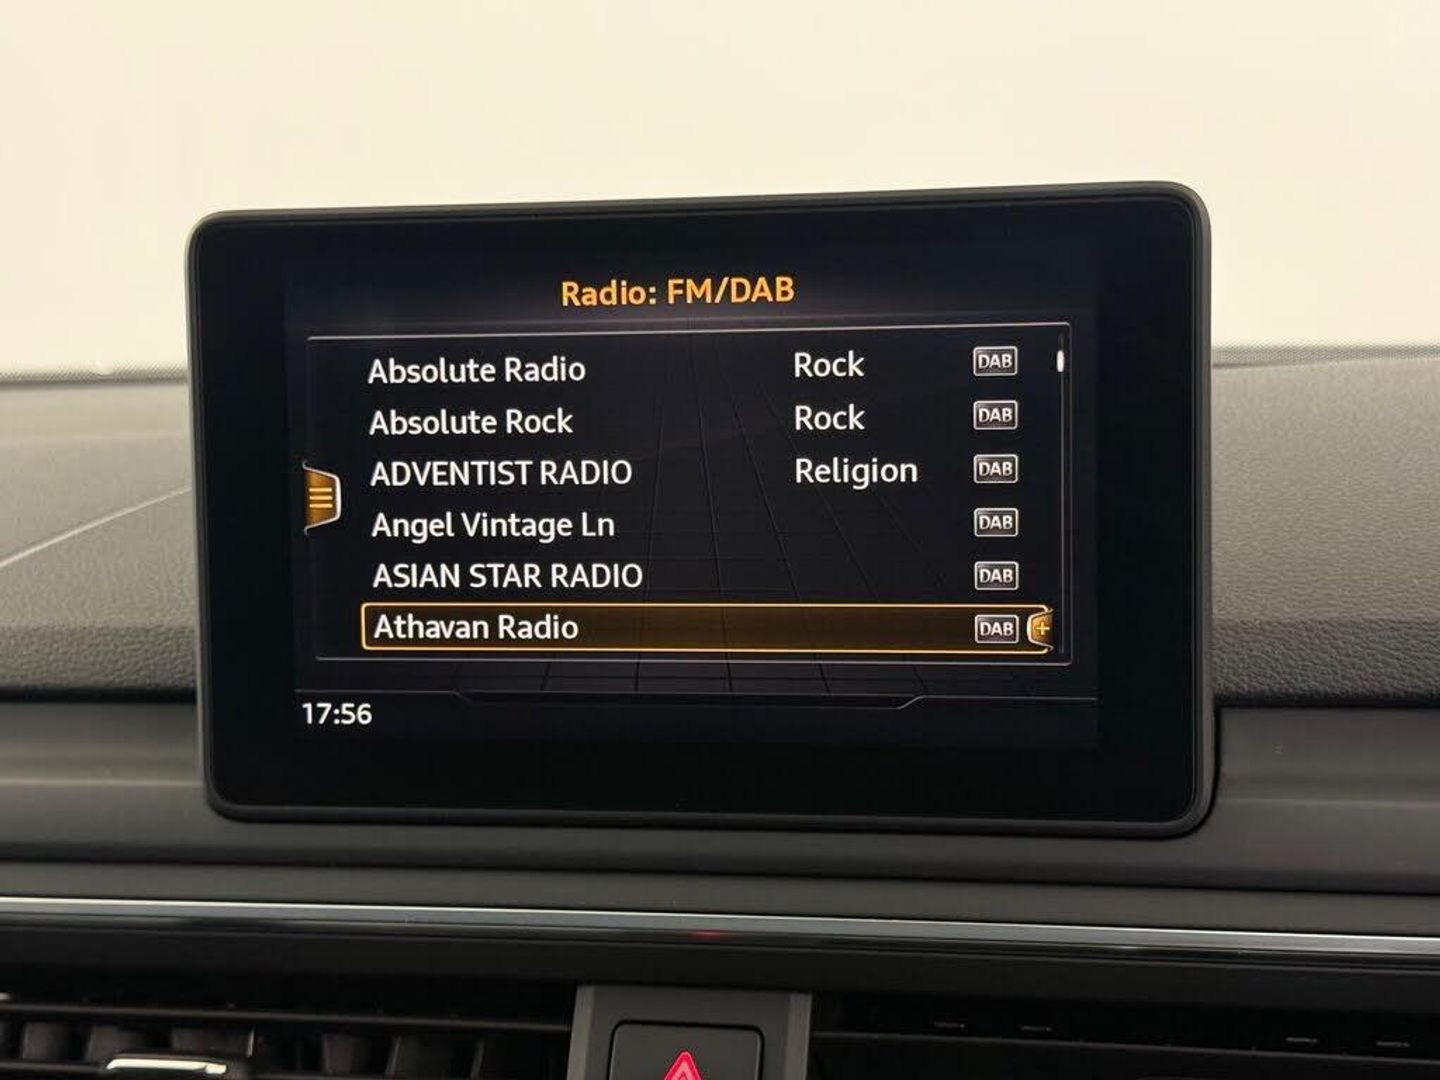 Radio: FM/DAB
Absolute Radio Rock DAB
Absolute Rock Rock DAB
ADVENTIST RADIO Religion DAB
Angel Vintage Ln DAB
ASIAN STAR RADIO DAB
Athavan Radio DAB +
17:56